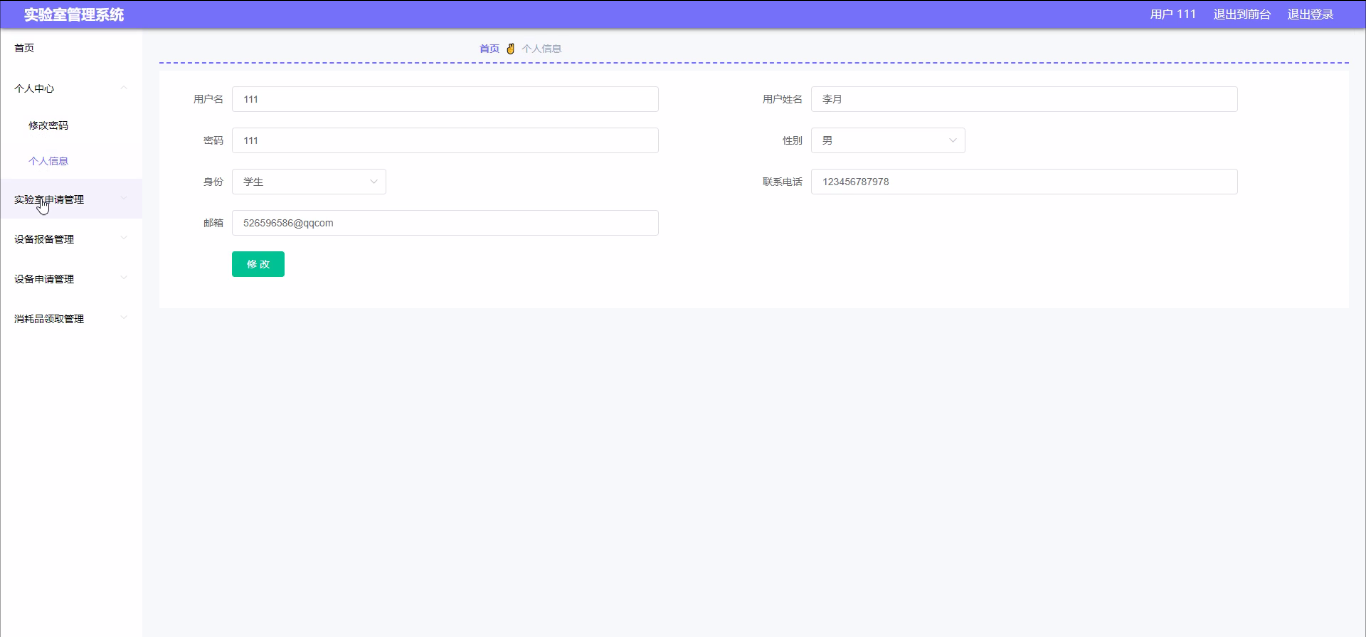 实验室管理系统
用户 111 退出到前台 退出登录
首页
个人中心
修改密码
个人信息
实验室申请管理
设备报备管理
设备申请管理
消耗品领取管理
首页 ✌ 个人信息
用户名 111
用户姓名 李月
密码 111
性别 男
身份 学生
联系电话 123456787978
邮箱 526596586@qqcom
修 改